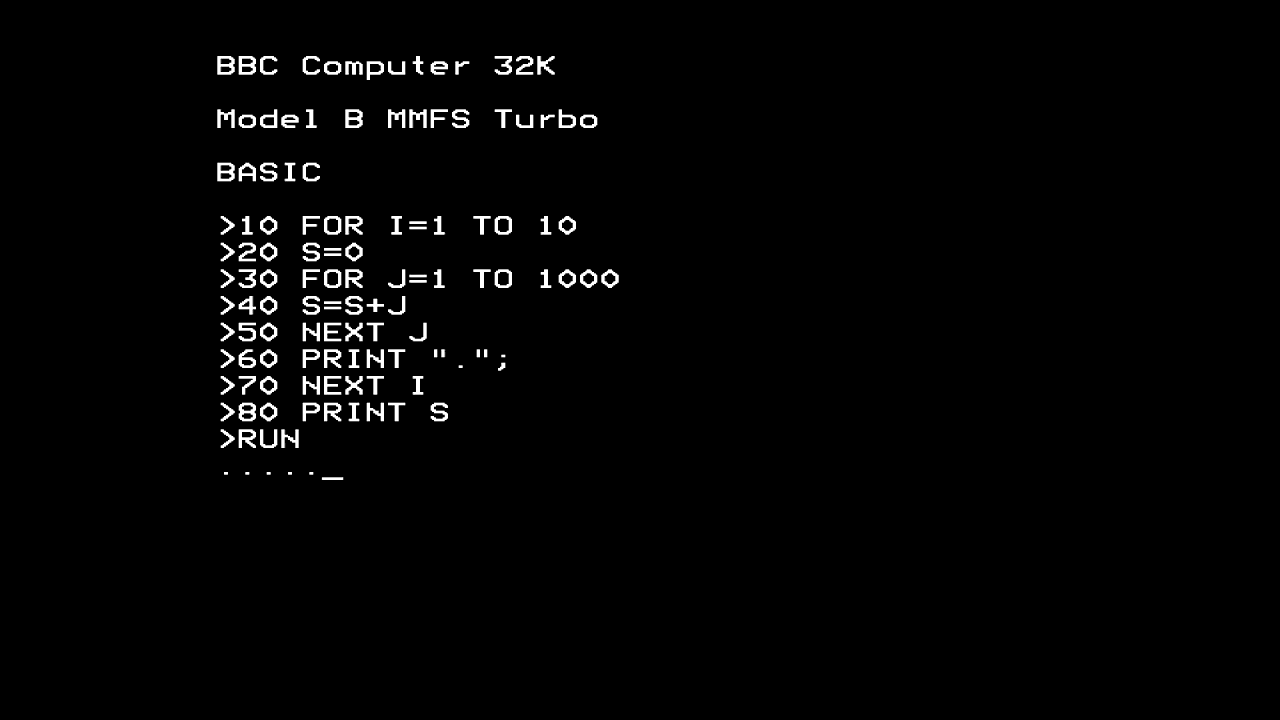 BBC Computer 32K
Model B MMFS Turbo
BASIC
>10 FOR I=1 TO 10
>20 S=0
>30 FOR J=1 TO 1000
>40 S=S+J
>50 NEXT J
>60 PRINT ".";
>70 NEXT I
>80 PRINT S
>RUN
....._